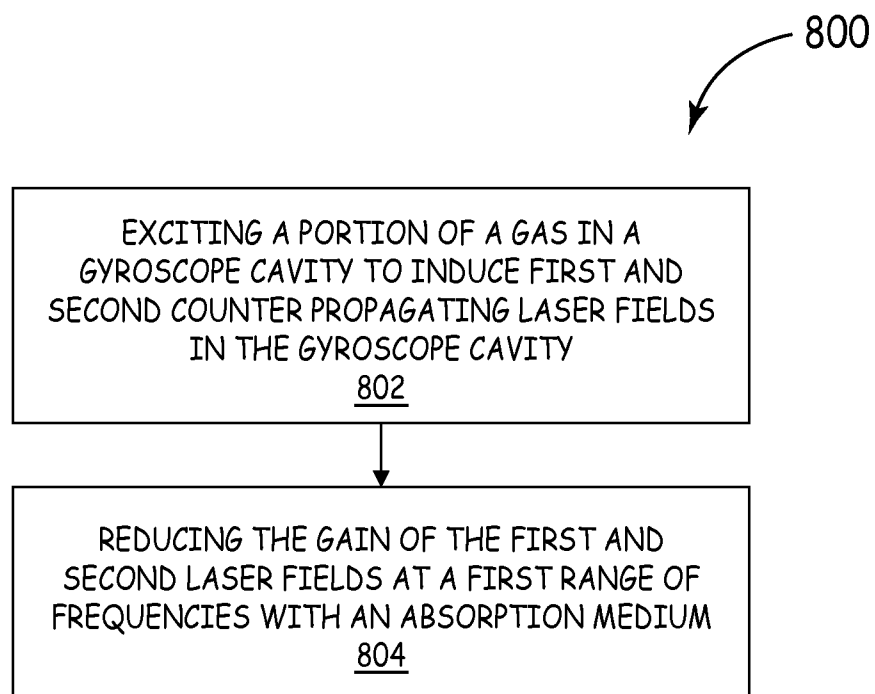 800
EXCITING A PORTION OF A GAS IN A
GYROSCOPE CAVITY TO INDUCE FIRST AND
SECOND COUNTER PROPAGATING LASER FIELDS
IN THE GYROSCOPE CAVITY
802
REDUCING THE GAIN OF THE FIRST AND
SECOND LASER FIELDS AT A FIRST RANGE OF
FREQUENCIES WITH AN ABSORPTION MEDIUM
804